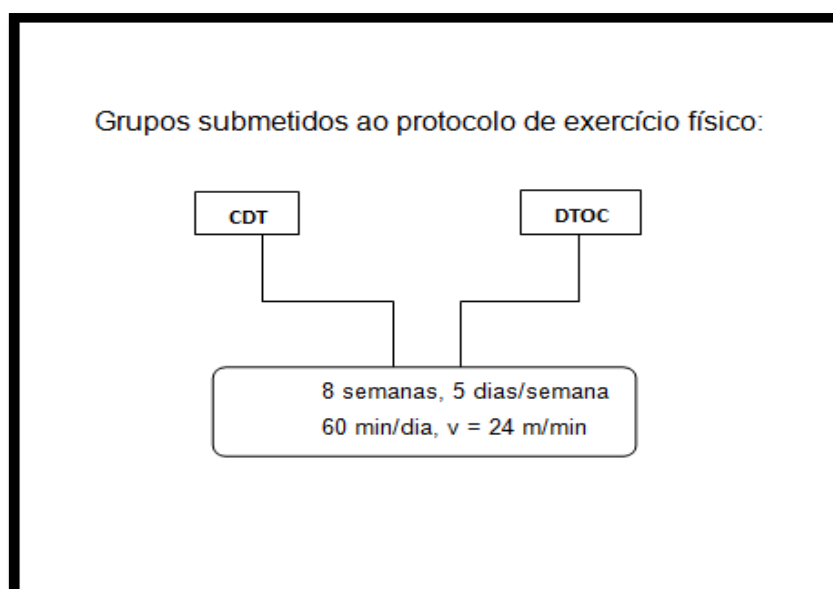 Grupos submetidos ao protocolo de exercício físico:
CDT
DTOC
8 semanas, 5 dias/semana
60 min/dia, v = 24 m/min